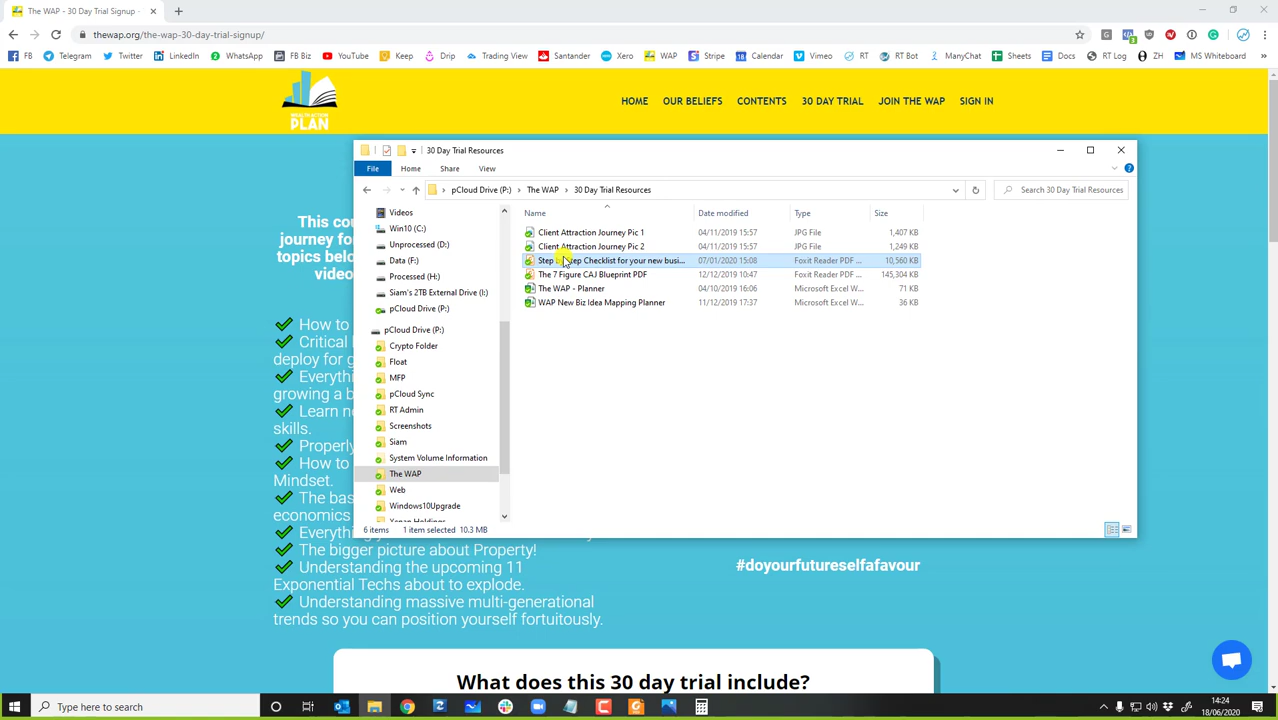 The WAP - 30 Day Trial Signup
thewap.org/the-wap-30-day-trial-signup/
FB Telegram Twitter LinkedIn WhatsApp FB Biz YouTube Keep Drip Trading View Santander Xero WAP Stripe Calendar Vimeo RT RT Bot ManyChat Sheets Docs RT Log ZH MS Whiteboard
WEALTH ACTION
PLAN
HOME OUR BELIEFS CONTENTS 30 DAY TRIAL JOIN THE WAP SIGN IN
30 Day Trial Resources
File Home Share View
pCloud Drive (P:) > The WAP > 30 Day Trial Resources
Search 30 Day Trial Resources
Name Date modified Type Size
Client Attraction Journey Pic 1 04/11/2019 15:57 JPG File 1,407 KB
Client Attraction Journey Pic 2 04/11/2019 15:57 JPG File 1,249 KB
Step Checklist for your new busi... 07/01/2020 15:08 Foxit Reader PDF ... 10,560 KB
The 7 Figure CAJ Blueprint PDF 12/12/2019 10:47 Foxit Reader PDF ... 145,304 KB
The WAP - Planner 04/10/2019 16:06 Microsoft Excel W... 71 KB
WAP New Biz Idea Mapping Planner 11/12/2019 17:37 Microsoft Excel W... 36 KB
Videos
Win10 (C:)
Unprocessed (D:)
Data (F:)
Processed (H:)
Siam's 2TB External Drive (I:)
pCloud Drive (P:)
pCloud Drive (P:)
Crypto Folder
Float
MFP
pCloud Sync
RT Admin
Screenshots
Siam
System Volume Information
The WAP
Web
Windows10Upgrade
Xenan Holdings
6 items 1 item selected 10.3 MB
This cou
journey fo
topics belo
video
How to
Critical
deploy for g
Everythi
growing a b
Learn ne
skills.
Properly
How to
Mindset.
The bas
economics
Everything
The bigger picture about Property!
Understanding the upcoming 11
Exponential Techs about to explode.
Understanding massive multi-generational
trends so you can position yourself fortuitously.
#doyourfutureselfafavour
What does this 30 day trial include?
Type here to search
14:24
18/06/2020